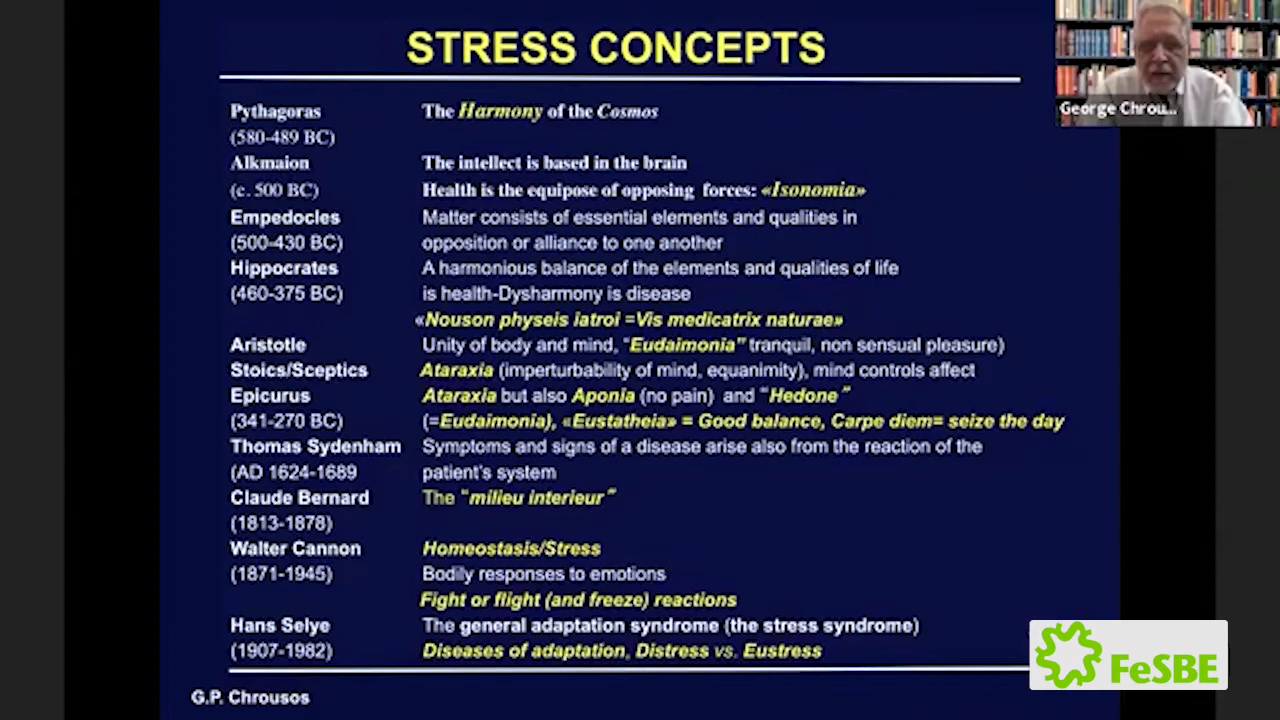 STRESS CONCEPTS
George Chrou...
Pythagoras The Harmony of the Cosmos
(580-489 BC)
Alkmaion The intellect is based in the brain
(c. 500 BC) Health is the equipose of opposing forces: «Isonomia»
Empedocles Matter consists of essential elements and qualities in
(500-430 BC) opposition or alliance to one another
Hippocrates A harmonious balance of the elements and qualities of life
(460-375 BC) is health-Dysharmony is disease
«Nouson physeis iatroi =Vis medicatrix naturae»
Aristotle Unity of body and mind, “Eudaimonia” tranquil, non sensual pleasure)
Stoics/Sceptics Ataraxia (imperturbability of mind, equanimity), mind controls affect
Epicurus Ataraxia but also Aponia (no pain) and “Hedone”
(341-270 BC) (=Eudaimonia), «Eustatheia» = Good balance, Carpe diem= seize the day
Thomas Sydenham Symptoms and signs of a disease arise also from the reaction of the
(AD 1624-1689 patient's system
Claude Bernard The “milieu interieur”
(1813-1878)
Walter Cannon Homeostasis/Stress
(1871-1945) Bodily responses to emotions
Fight or flight (and freeze) reactions
Hans Selye The general adaptation syndrome (the stress syndrome)
(1907-1982) Diseases of adaptation, Distress vs. Eustress
FeSBE
G.P. Chrousos